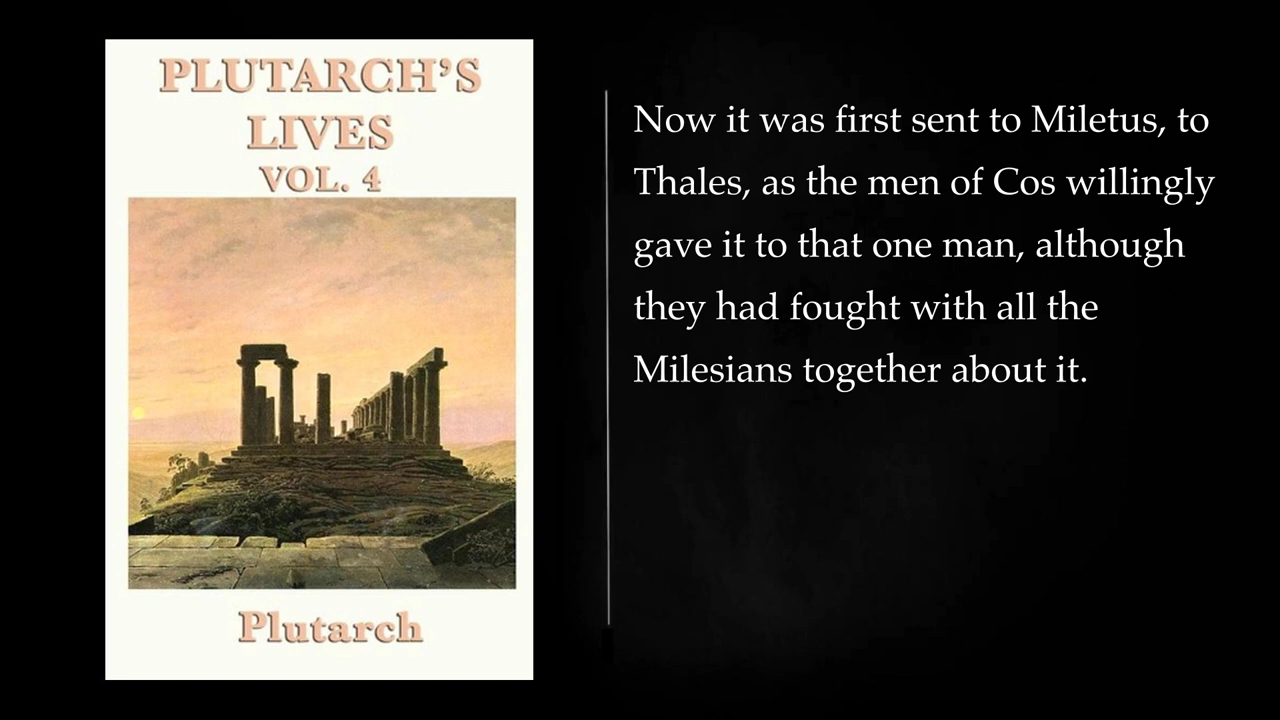 PLUTARCH'S
LIVES
VOL. 4
Plutarch
Now it was first sent to Miletus, to
Thales, as the men of Cos willingly
gave it to that one man, although
they had fought with all the
Milesians together about it.